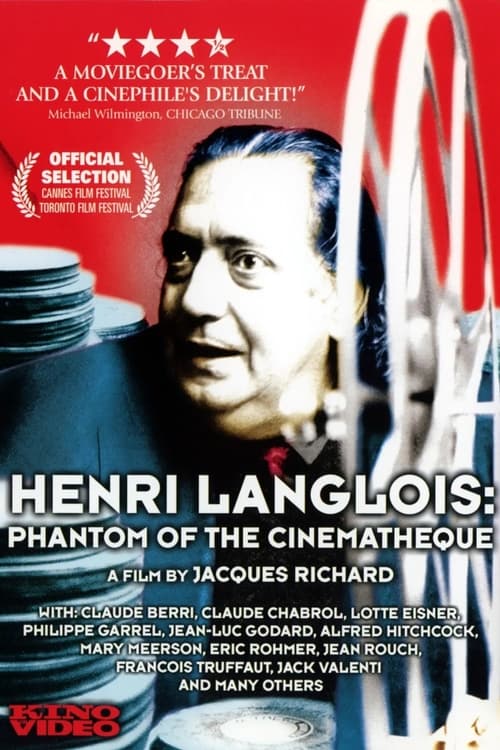 “★★★½
A MOVIEGOER'S TREAT
AND A CINEPHILE'S DELIGHT!”
Michael Wilmington, CHICAGO TRIBUNE
OFFICIAL
SELECTION
CANNES FILM FESTIVAL
TORONTO FILM FESTIVAL
HENRI LANGLOIS:
PHANTOM OF THE CINEMATHEQUE
A FILM BY JACQUES RICHARD
WITH: CLAUDE BERRI, CLAUDE CHABROL, LOTTE EISNER,
PHILIPPE GARREL, JEAN-LUC GODARD, ALFRED HITCHCOCK,
MARY MEERSON, ERIC ROHMER, JEAN ROUCH,
FRANCOIS TRUFFAUT, JACK VALENTI
AND MANY OTHERS
KINO
VIDEO